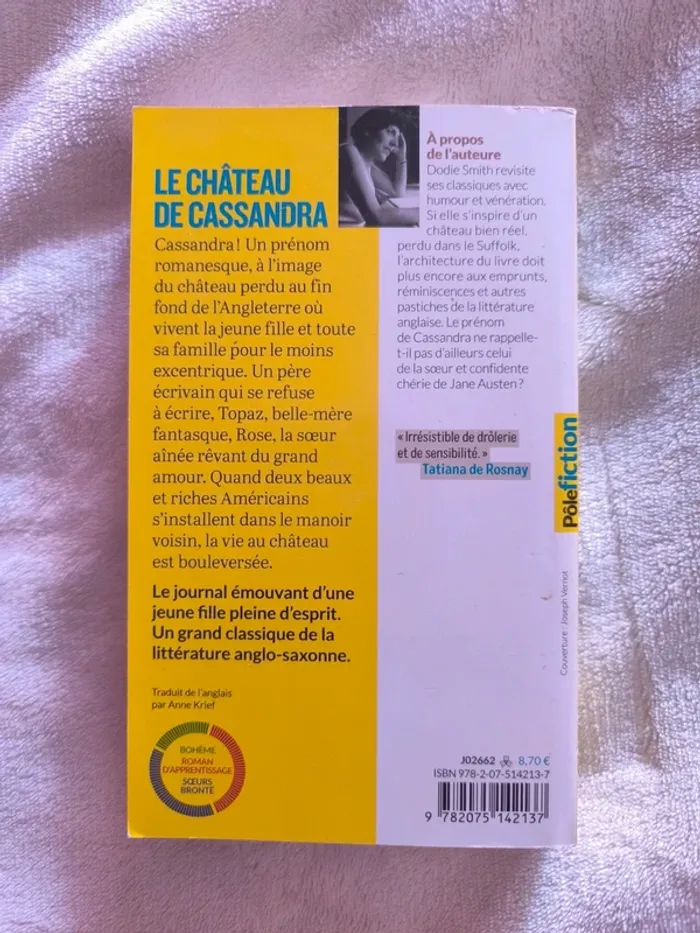 LE CHÂTEAU
DE CASSANDRA
Cassandra! Un prénom
romanesque, à l'image
du château perdu au fin
fond de l'Angleterre où
vivent la jeune fille et toute
sa famille pour le moins
excentrique. Un père
écrivain qui se refuse
à écrire, Topaz, belle-mère
fantasque, Rose, la sœur
aînée rêvant du grand
amour. Quand deux beaux
et riches Américains
s'installent dans le manoir
voisin, la vie au château
est bouleversée.
Le journal émouvant d'une
jeune fille pleine d'esprit.
Un grand classique de la
littérature anglo-saxonne.
Traduit de l'anglais
par Anne Krief
BOHÈME
ROMAN
D'APPRENTISSAGE
SŒURS
BRONTË
À propos
de l'auteure
Dodie Smith revisite
ses classiques avec
humour et vénération.
Si elle s'inspire d'un
château bien réel,
perdu dans le Suffolk,
l'architecture du livre doit
plus encore aux emprunts,
réminiscences et autres
pastiches de la littérature
anglaise. Le prénom
de Cassandra ne rappelle-
t-il pas d'ailleurs celui
de la sœur et confidente
chérie de Jane Austen?
« Irrésistible de drôlerie
et de sensibilité. »
Tatiana de Rosnay
Pôlefiction
Couverture : Joseph Vernot
J02662 8,70 €
ISBN 978-2-07-514213-7
9 782075 142137